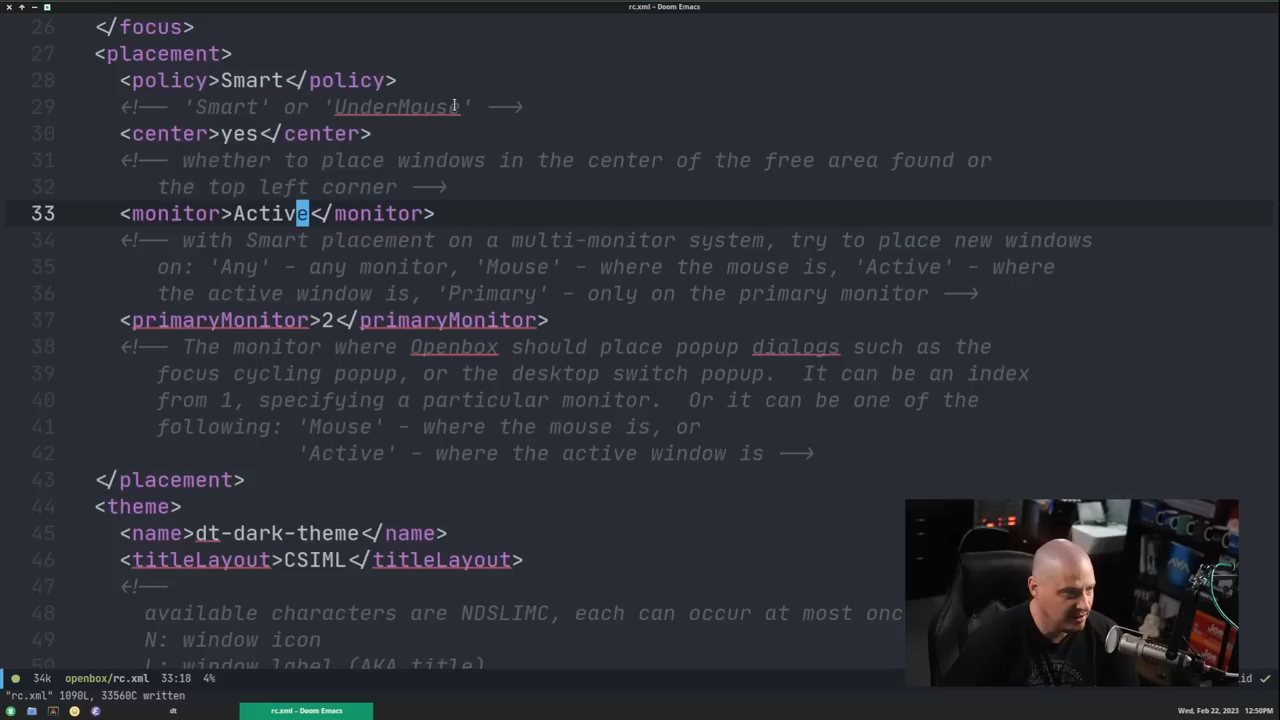 rc.xml – Doom Emacs
26 </focus>
27 <placement>
28 <policy>Smart</policy>
29 <!-- 'Smart' or 'UnderMouse' -->
30 <center>yes</center>
31 <!-- whether to place windows in the center of the free area found or
32 the top left corner -->
33 <monitor>Active</monitor>
34 <!-- with Smart placement on a multi-monitor system, try to place new windows
35 on: 'Any' - any monitor, 'Mouse' - where the mouse is, 'Active' - where
36 the active window is, 'Primary' - only on the primary monitor -->
37 <primaryMonitor>2</primaryMonitor>
38 <!-- The monitor where Openbox should place popup dialogs such as the
39 focus cycling popup, or the desktop switch popup. It can be an index
40 from 1, specifying a particular monitor. Or it can be one of the
41 following: 'Mouse' - where the mouse is, or
42 'Active' - where the active window is -->
43 </placement>
44 <theme>
45 <name>dt-dark-theme</name>
46 <titleLayout>CSIML</titleLayout>
47 <!--
48 available characters are NDSLIMC, each can occur at most onc
49 N: window icon
50 L: window label (AKA title)
34k openbox/rc.xml 33:18 4%
"rc.xml" 1090L, 33560C written
dt rc.xml – Doom Emacs Wed, Feb 22, 2023 12:50PM